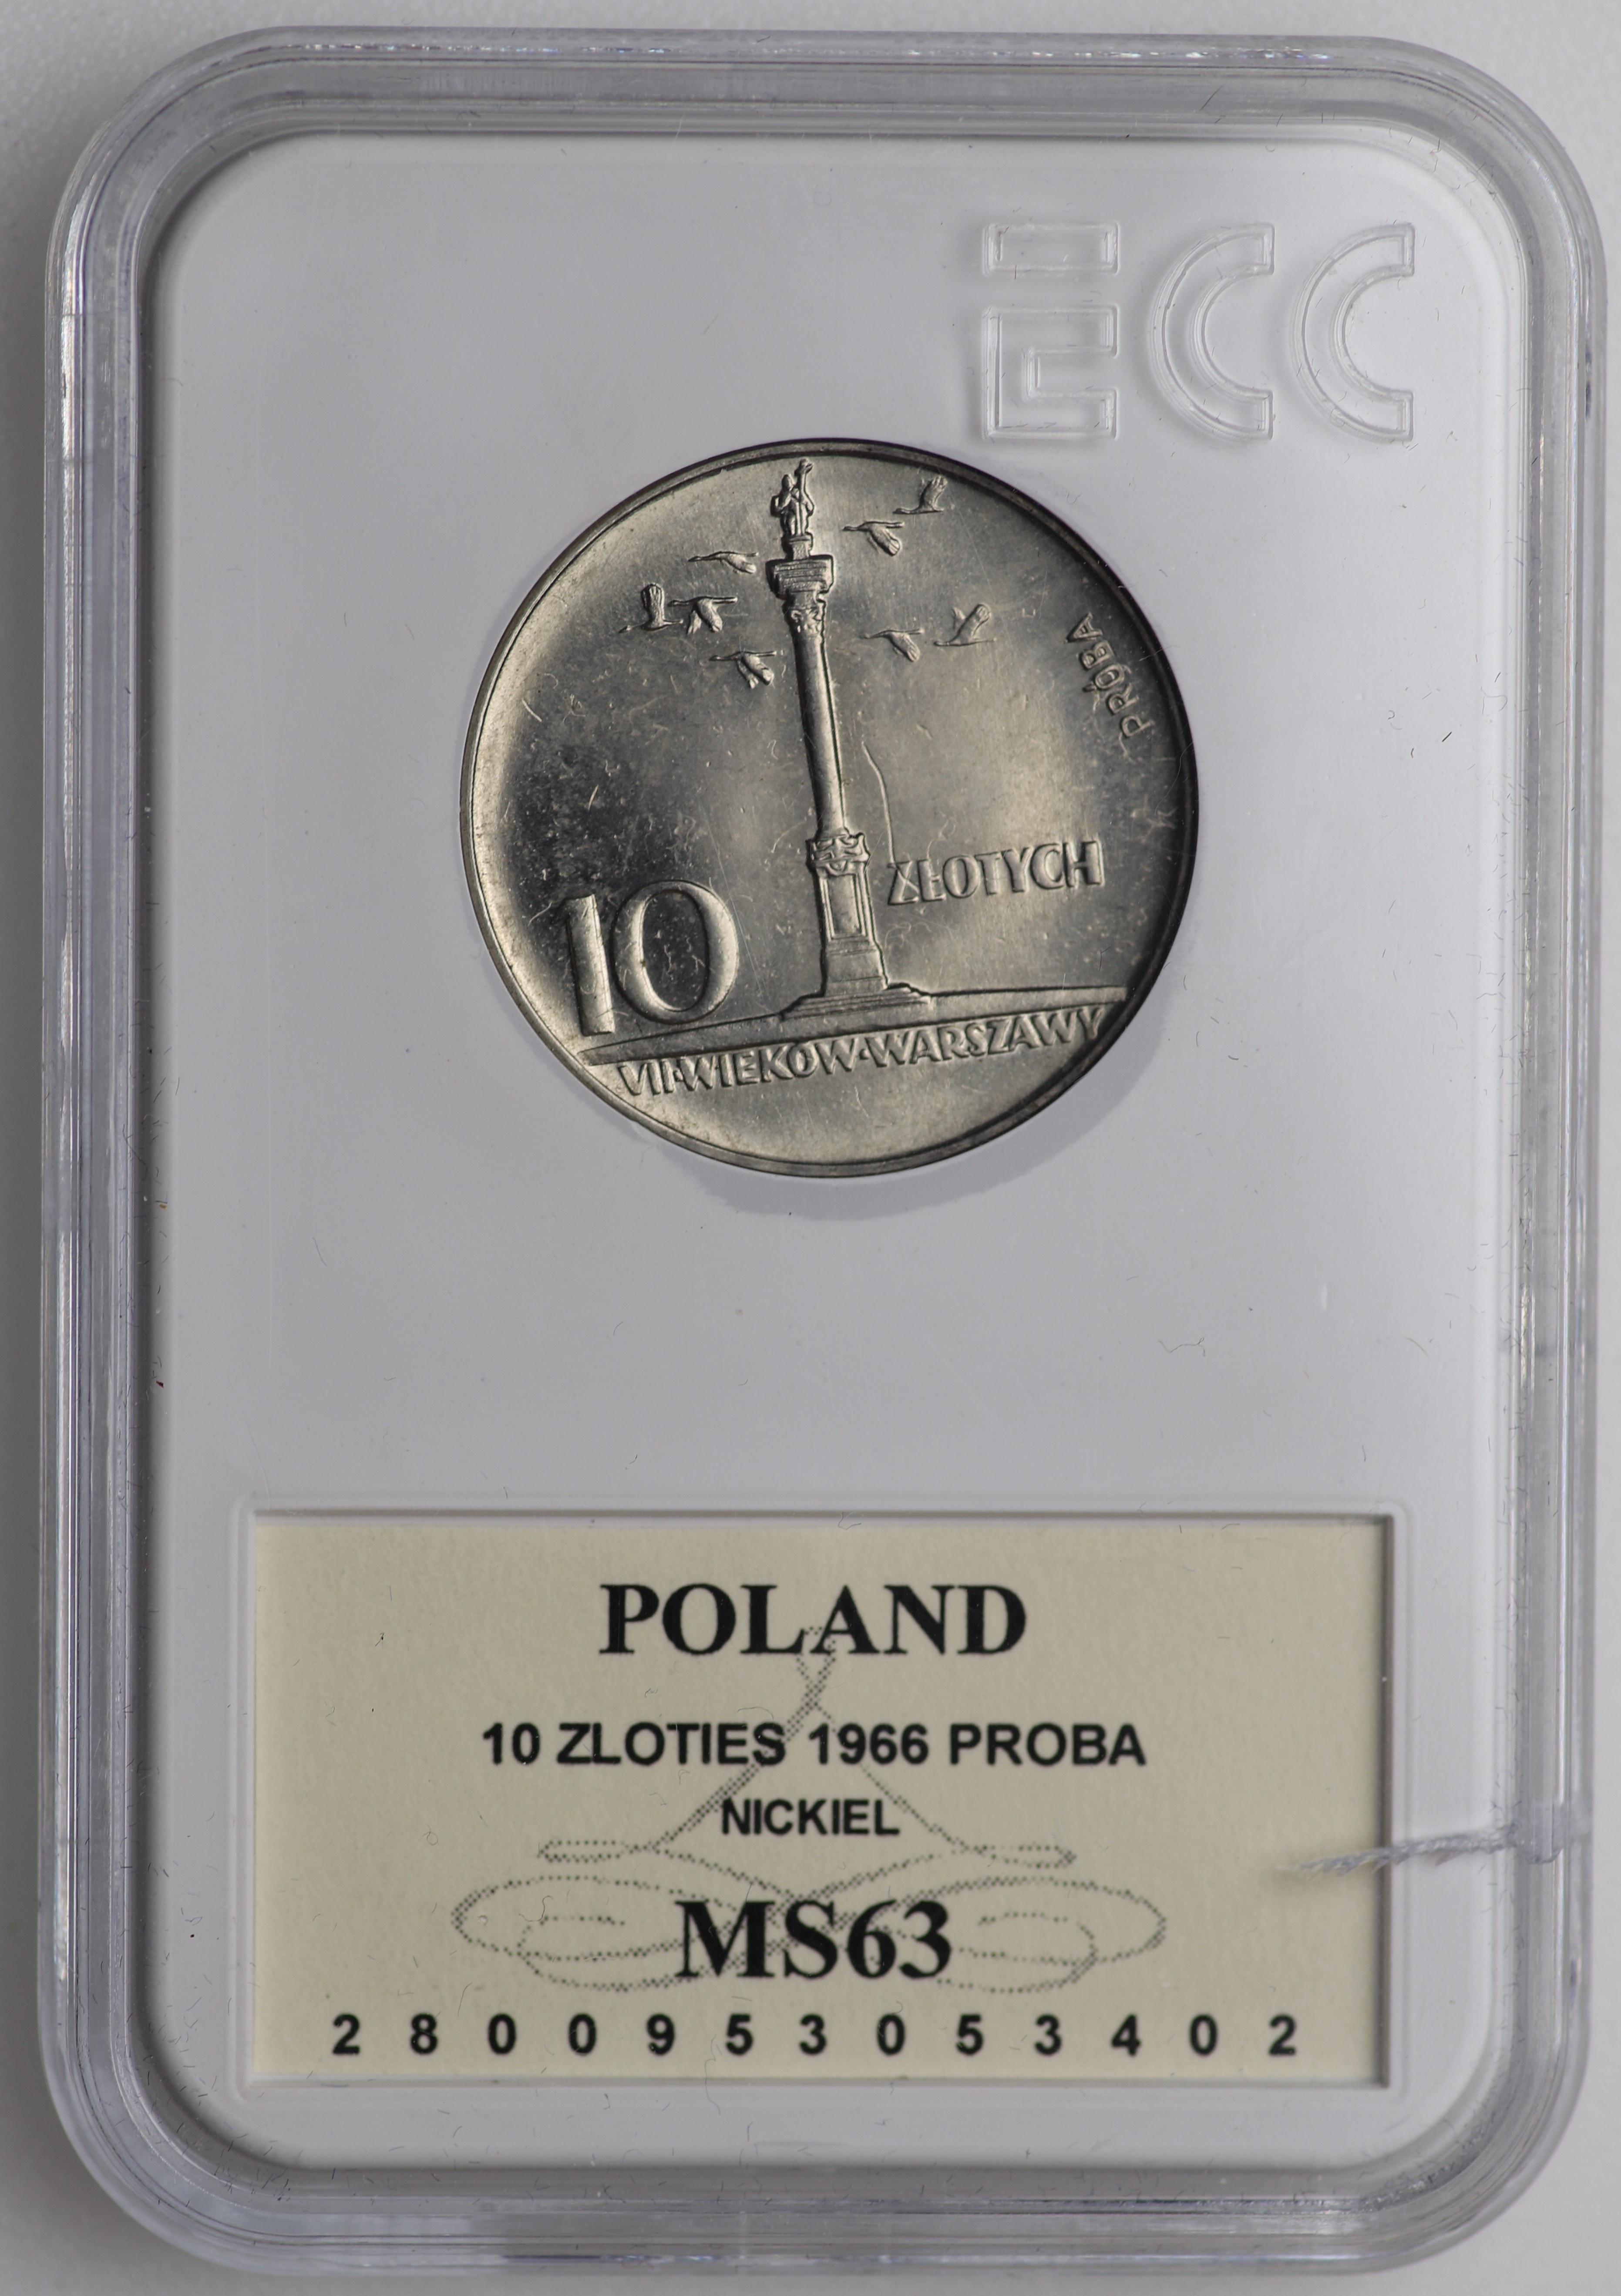 ECC
PRÓBA
ZŁOTYCH
10
VII·WIEKÓW·WARSZAWY
POLAND
10 ZLOTIES 1966 PROBA
NICKIEL
MS63
2 8 0 0 9 5 3 0 5 3 4 0 2